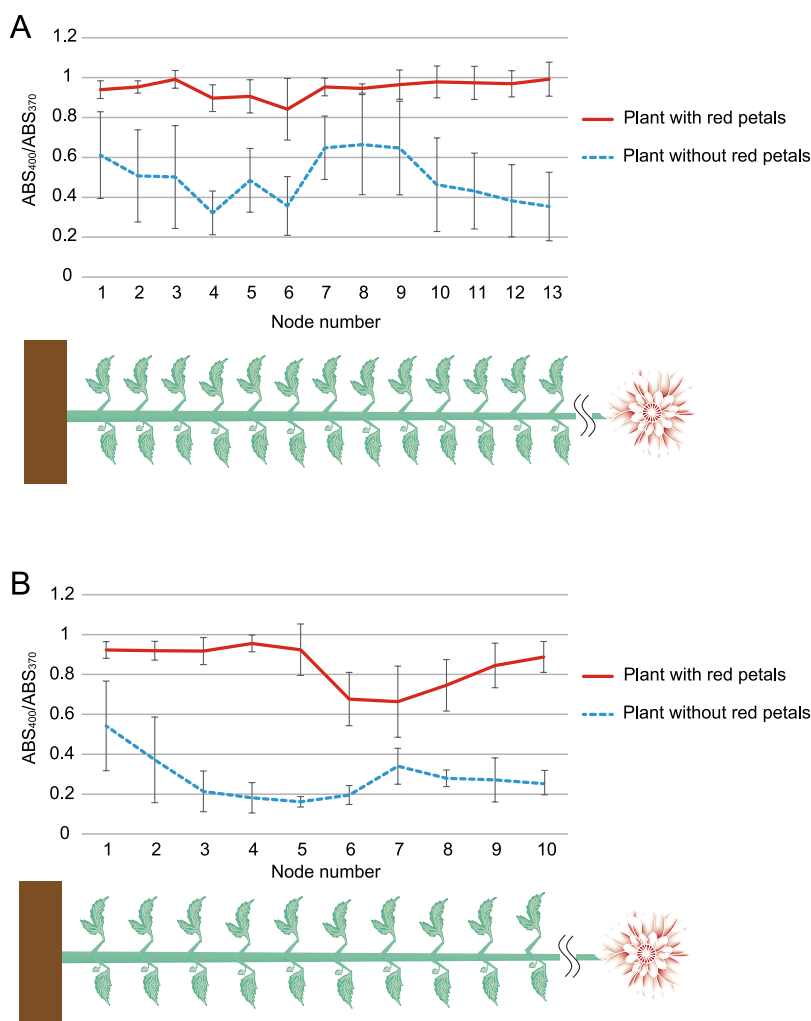 A
1.2
1
0.8
0.6
0.4
0.2
0
ABS400/ABS370
1 2 3 4 5 6 7 8 9 10 11 12 13
Node number
Plant with red petals
Plant without red petals
B
1.2
1
0.8
0.6
0.4
0.2
0
ABS400/ABS370
1 2 3 4 5 6 7 8 9 10
Node number
Plant with red petals
Plant without red petals